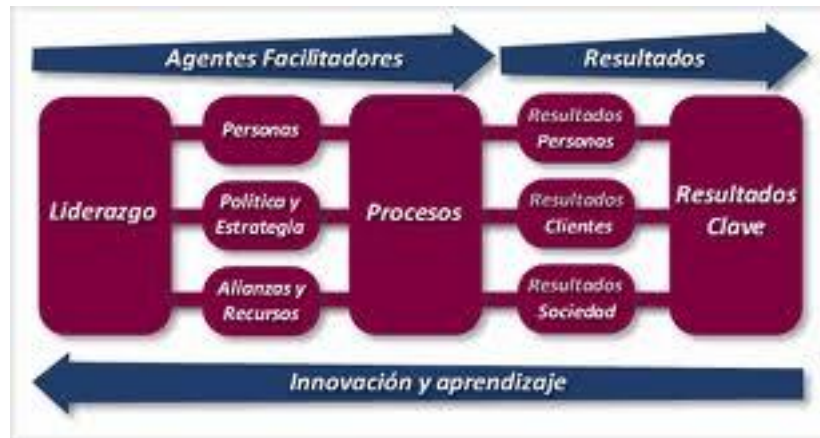 Agentes Facilitadores
Resultados
Liderazgo
Personas
Política y
Estrategia
Alianzas y
Recursos
Procesos
Resultados
Personas
Resultados
Clientes
Resultados
Sociedad
Resultados
Clave
Innovación y aprendizaje